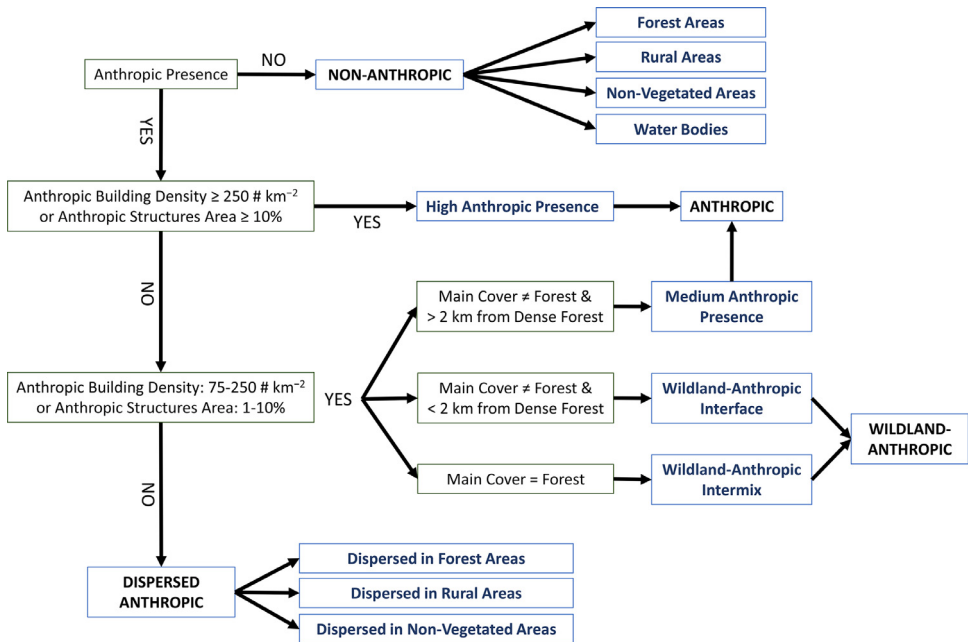 Forest Areas
Anthropic Presence
NO
NON-ANTHROPIC
Rural Areas
Non-Vegetated Areas
Water Bodies
YES
Anthropic Building Density ≥ 250 # km⁻²
or Anthropic Structures Area ≥ 10%
YES
High Anthropic Presence
ANTHROPIC
NO
Main Cover ≠ Forest &
> 2 km from Dense Forest
Medium Anthropic
Presence
Anthropic Building Density: 75-250 # km⁻²
or Anthropic Structures Area: 1-10%
YES
Main Cover ≠ Forest &
< 2 km from Dense Forest
Wildland-Anthropic
Interface
WILDLAND-
ANTHROPIC
Main Cover = Forest
Wildland-Anthropic
Intermix
NO
DISPERSED
ANTHROPIC
Dispersed in Forest Areas
Dispersed in Rural Areas
Dispersed in Non-Vegetated Areas